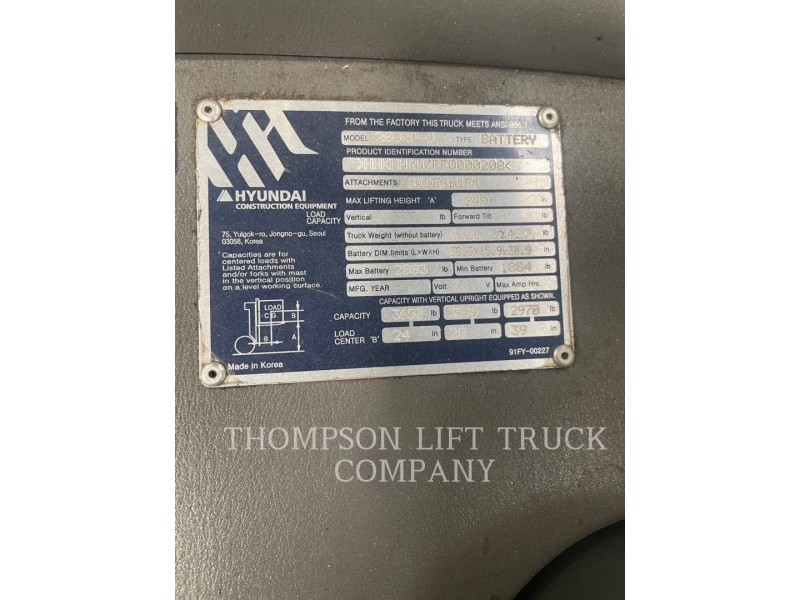 FROM THE FACTORY THIS TRUCK MEETS ANSI B56.1
MODEL TYPE BATTERY
PRODUCT IDENTIFICATION NUMBER
ATTACHMENTS
HYUNDAI
CONSTRUCTION EQUIPMENT
MAX LIFTING HEIGHT 'A' in
LOAD CAPACITY
Vertical lb Forward Tilt lb
75, Yulgok-ro, Jongno-gu, Seoul
03058, Korea
Truck Weight (without battery) lb
Battery DIM.limits (L×W×H) in
Capacities are for
centered loads with
Listed Attachments
and/or forks with mast
in the vertical position
on a level working surface.
Max Battery lb Min Battery 1884 lb
MFG. YEAR Volt V Max Amp Hrs.
CAPACITY WITH VERTICAL UPRIGHT EQUIPPED AS SHOWN.
CAPACITY lb lb 2970 lb
LOAD CENTER 'B' 24 in in 39 in
LOAD
C.G
B
A
B
Made in Korea
91FY-00227
THOMPSON LIFT TRUCK
COMPANY